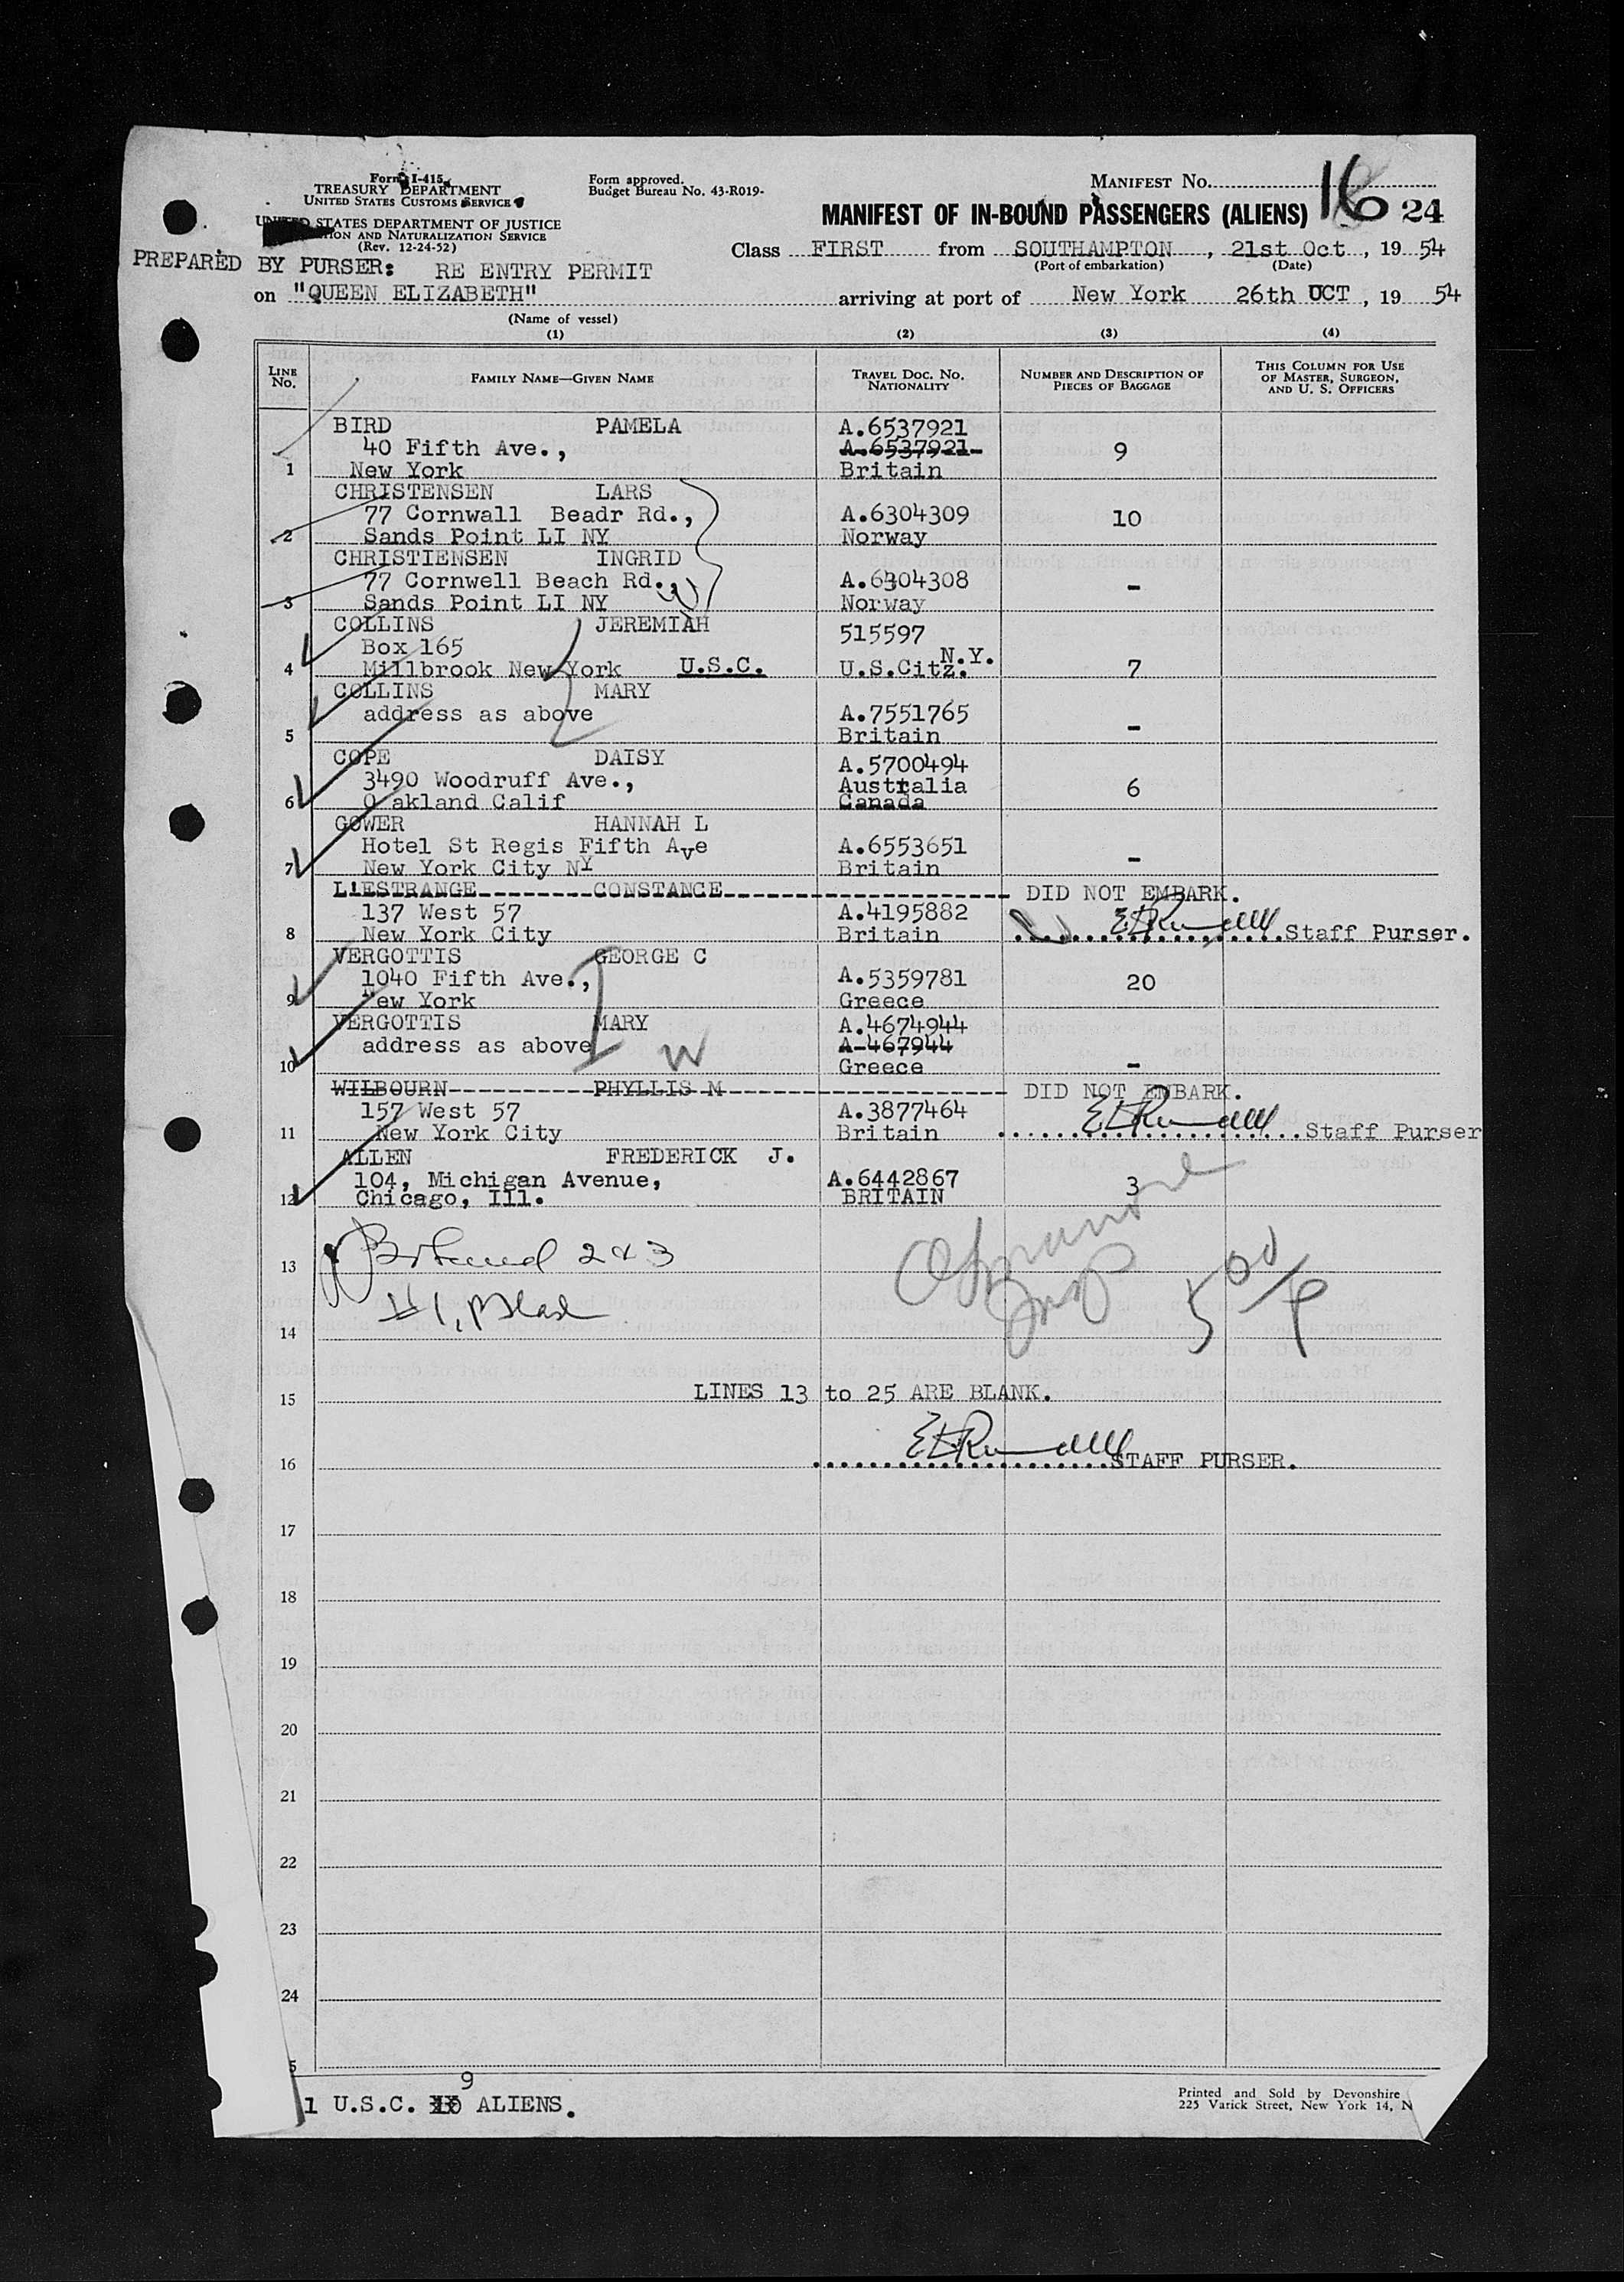 Form I-415
TREASURY DEPARTMENT
UNITED STATES CUSTOMS SERVICE
STATES DEPARTMENT OF JUSTICE
AND NATURALIZATION SERVICE
(Rev. 12-24-52)
Form approved.
Budget Bureau No. 43-R019-
MANIFEST No. 16
MANIFEST OF IN-BOUND PASSENGERS (ALIENS) 24
Class FIRST from SOUTHAMPTON, 21st Oct, 19 54
(Port of embarkation) (Date)
PREPARED BY PURSER: RE ENTRY PERMIT
on "QUEEN ELIZABETH" arriving at port of New York 26th OCT, 19 54
(Name of vessel)
(1) (2) (3) (4)
LINE No. FAMILY NAME—GIVEN NAME TRAVEL DOC. NO. NATIONALITY NUMBER AND DESCRIPTION OF PIECES OF BAGGAGE THIS COLUMN FOR USE OF MASTER, SURGEON, AND U. S. OFFICERS
BIRD PAMELA A.6537921
40 Fifth Ave., A.6537921- 9
1 New York Britain
CHRISTENSEN LARS
77 Cornwall Beadr Rd., A.6304309 10
2 Sands Point LI NY Norway
CHRISTIENSEN INGRID
77 Cornwell Beach Rd., A.6304308 -
3 Sands Point LI NY Norway
COLLINS JEREMIAH 515597
Box 165 N.Y.
4 Millbrook New York U.S.C. U.S.Citz. 7
COLLINS MARY
address as above A.7551765
5 Britain -
COPE DAISY A.5700494
3490 Woodruff Ave., Australia 6
6 O akland Calif Canada
GOWER HANNAH L
Hotel St Regis Fifth Ave A.6553651
7 New York City NY Britain -
L'ESTRANGE--------CONSTANCE-------------------- DID NOT EMBARK.
137 West 57 A.4195882
8 New York City Britain ....................Staff Purser.
VERGOTTIS GEORGE C
1040 Fifth Ave., A.5359781 20
9 New York Greece
VERGOTTIS MARY A.4674944
address as above A-467944
10 W Greece -
WILBOURN----------PHYLLIS M-------------------- DID NOT EMBARK.
157 West 57 A.3877464
11 New York City Britain ......................Staff Purser
ALLEN FREDERICK J.
104, Michigan Avenue, A.6442867 3
12 Chicago, Ill. BRITAIN
13 2 & 3
14
LINES 13 to 25 ARE BLANK.
15
16 .....................STAFF PURSER.
17
18
19
20
21
22
23
24
5
9
1 U.S.C. 10 ALIENS.
Printed and Sold by Devonshire
225 Varick Street, New York 14, N